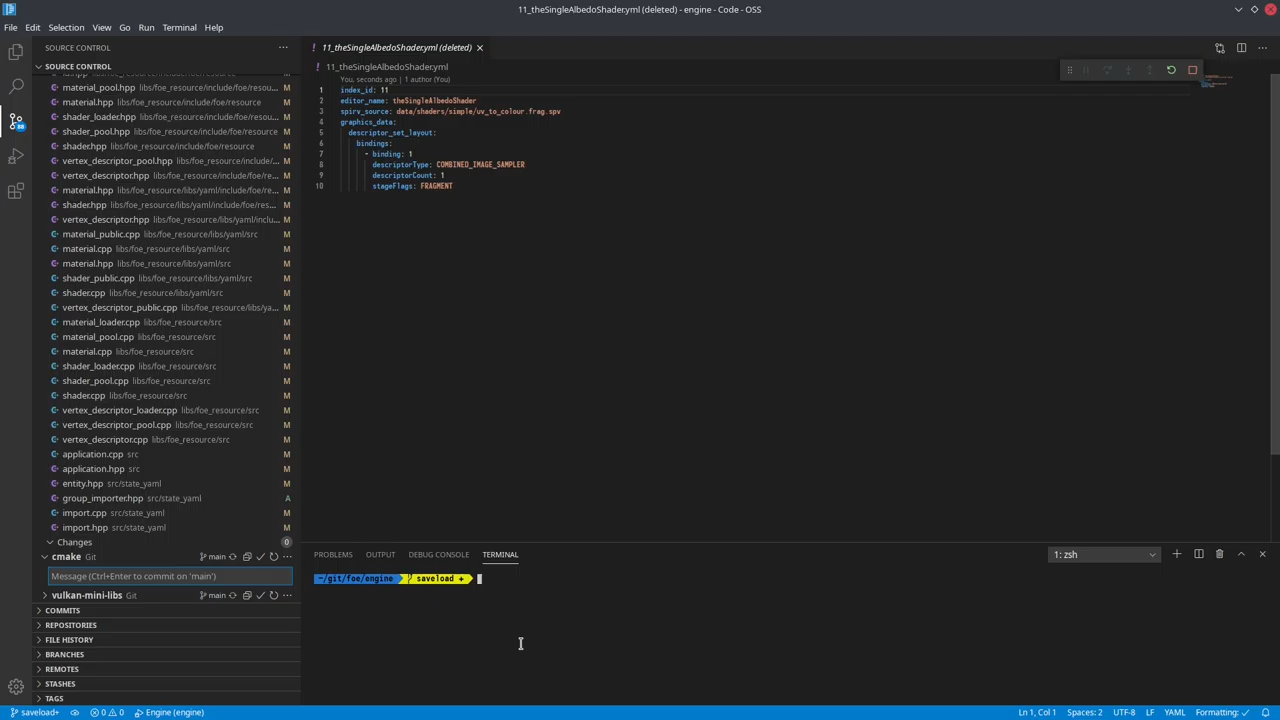 11_theSingleAlbedoShader.yml (deleted) - engine - Code - OSS
File Edit Selection View Go Run Terminal Help
SOURCE CONTROL
SOURCE CONTROL
material_pool.hpp libs/foe_resource/include/foe/resource M
material.hpp libs/foe_resource/include/foe/resource M
shader_loader.hpp libs/foe_resource/include/foe/resource M
shader_pool.hpp libs/foe_resource/include/foe/resource M
shader.hpp libs/foe_resource/include/foe/resource M
vertex_descriptor_pool.hpp libs/foe_resource/include/... M
vertex_descriptor.hpp libs/foe_resource/include/foe/re... M
material.hpp libs/foe_resource/libs/yaml/include/foe/re... M
shader.hpp libs/foe_resource/libs/yaml/include/foe/res... M
vertex_descriptor.hpp libs/foe_resource/libs/yaml/inclu... M
material_public.cpp libs/foe_resource/libs/yaml/src M
material.cpp libs/foe_resource/libs/yaml/src M
material.hpp libs/foe_resource/libs/yaml/src M
shader_public.cpp libs/foe_resource/libs/yaml/src M
shader.cpp libs/foe_resource/libs/yaml/src M
vertex_descriptor_public.cpp libs/foe_resource/libs/ya... M
material_loader.cpp libs/foe_resource/src M
material_pool.cpp libs/foe_resource/src M
material.cpp libs/foe_resource/src M
shader_loader.cpp libs/foe_resource/src M
shader_pool.cpp libs/foe_resource/src M
shader.cpp libs/foe_resource/src M
vertex_descriptor_loader.cpp libs/foe_resource/src M
vertex_descriptor_pool.cpp libs/foe_resource/src M
vertex_descriptor.cpp libs/foe_resource/src M
application.cpp src M
application.hpp src M
entity.hpp src/state_yaml M
group_importer.hpp src/state_yaml A
import.cpp src/state_yaml M
import.hpp src/state_yaml M
Changes 0
cmake Git main
Message (Ctrl+Enter to commit on 'main')
vulkan-mini-libs Git main
COMMITS
REPOSITORIES
FILE HISTORY
BRANCHES
REMOTES
STASHES
TAGS
11_theSingleAlbedoShader.yml (deleted)
11_theSingleAlbedoShader.yml
You, seconds ago | 1 author (You)
1 index_id: 11
2 editor_name: theSingleAlbedoShader
3 spirv_source: data/shaders/simple/uv_to_colour.frag.spv
4 graphics_data:
5 descriptor_set_layout:
6 bindings:
7 - binding: 1
8 descriptorType: COMBINED_IMAGE_SAMPLER
9 descriptorCount: 1
10 stageFlags: FRAGMENT
PROBLEMS OUTPUT DEBUG CONSOLE TERMINAL
1: zsh
~/git/foe/engine saveload +
saveload+ 0 0 Engine (engine)
Ln 1, Col 1 Spaces: 2 UTF-8 LF YAML Formatting: ✓